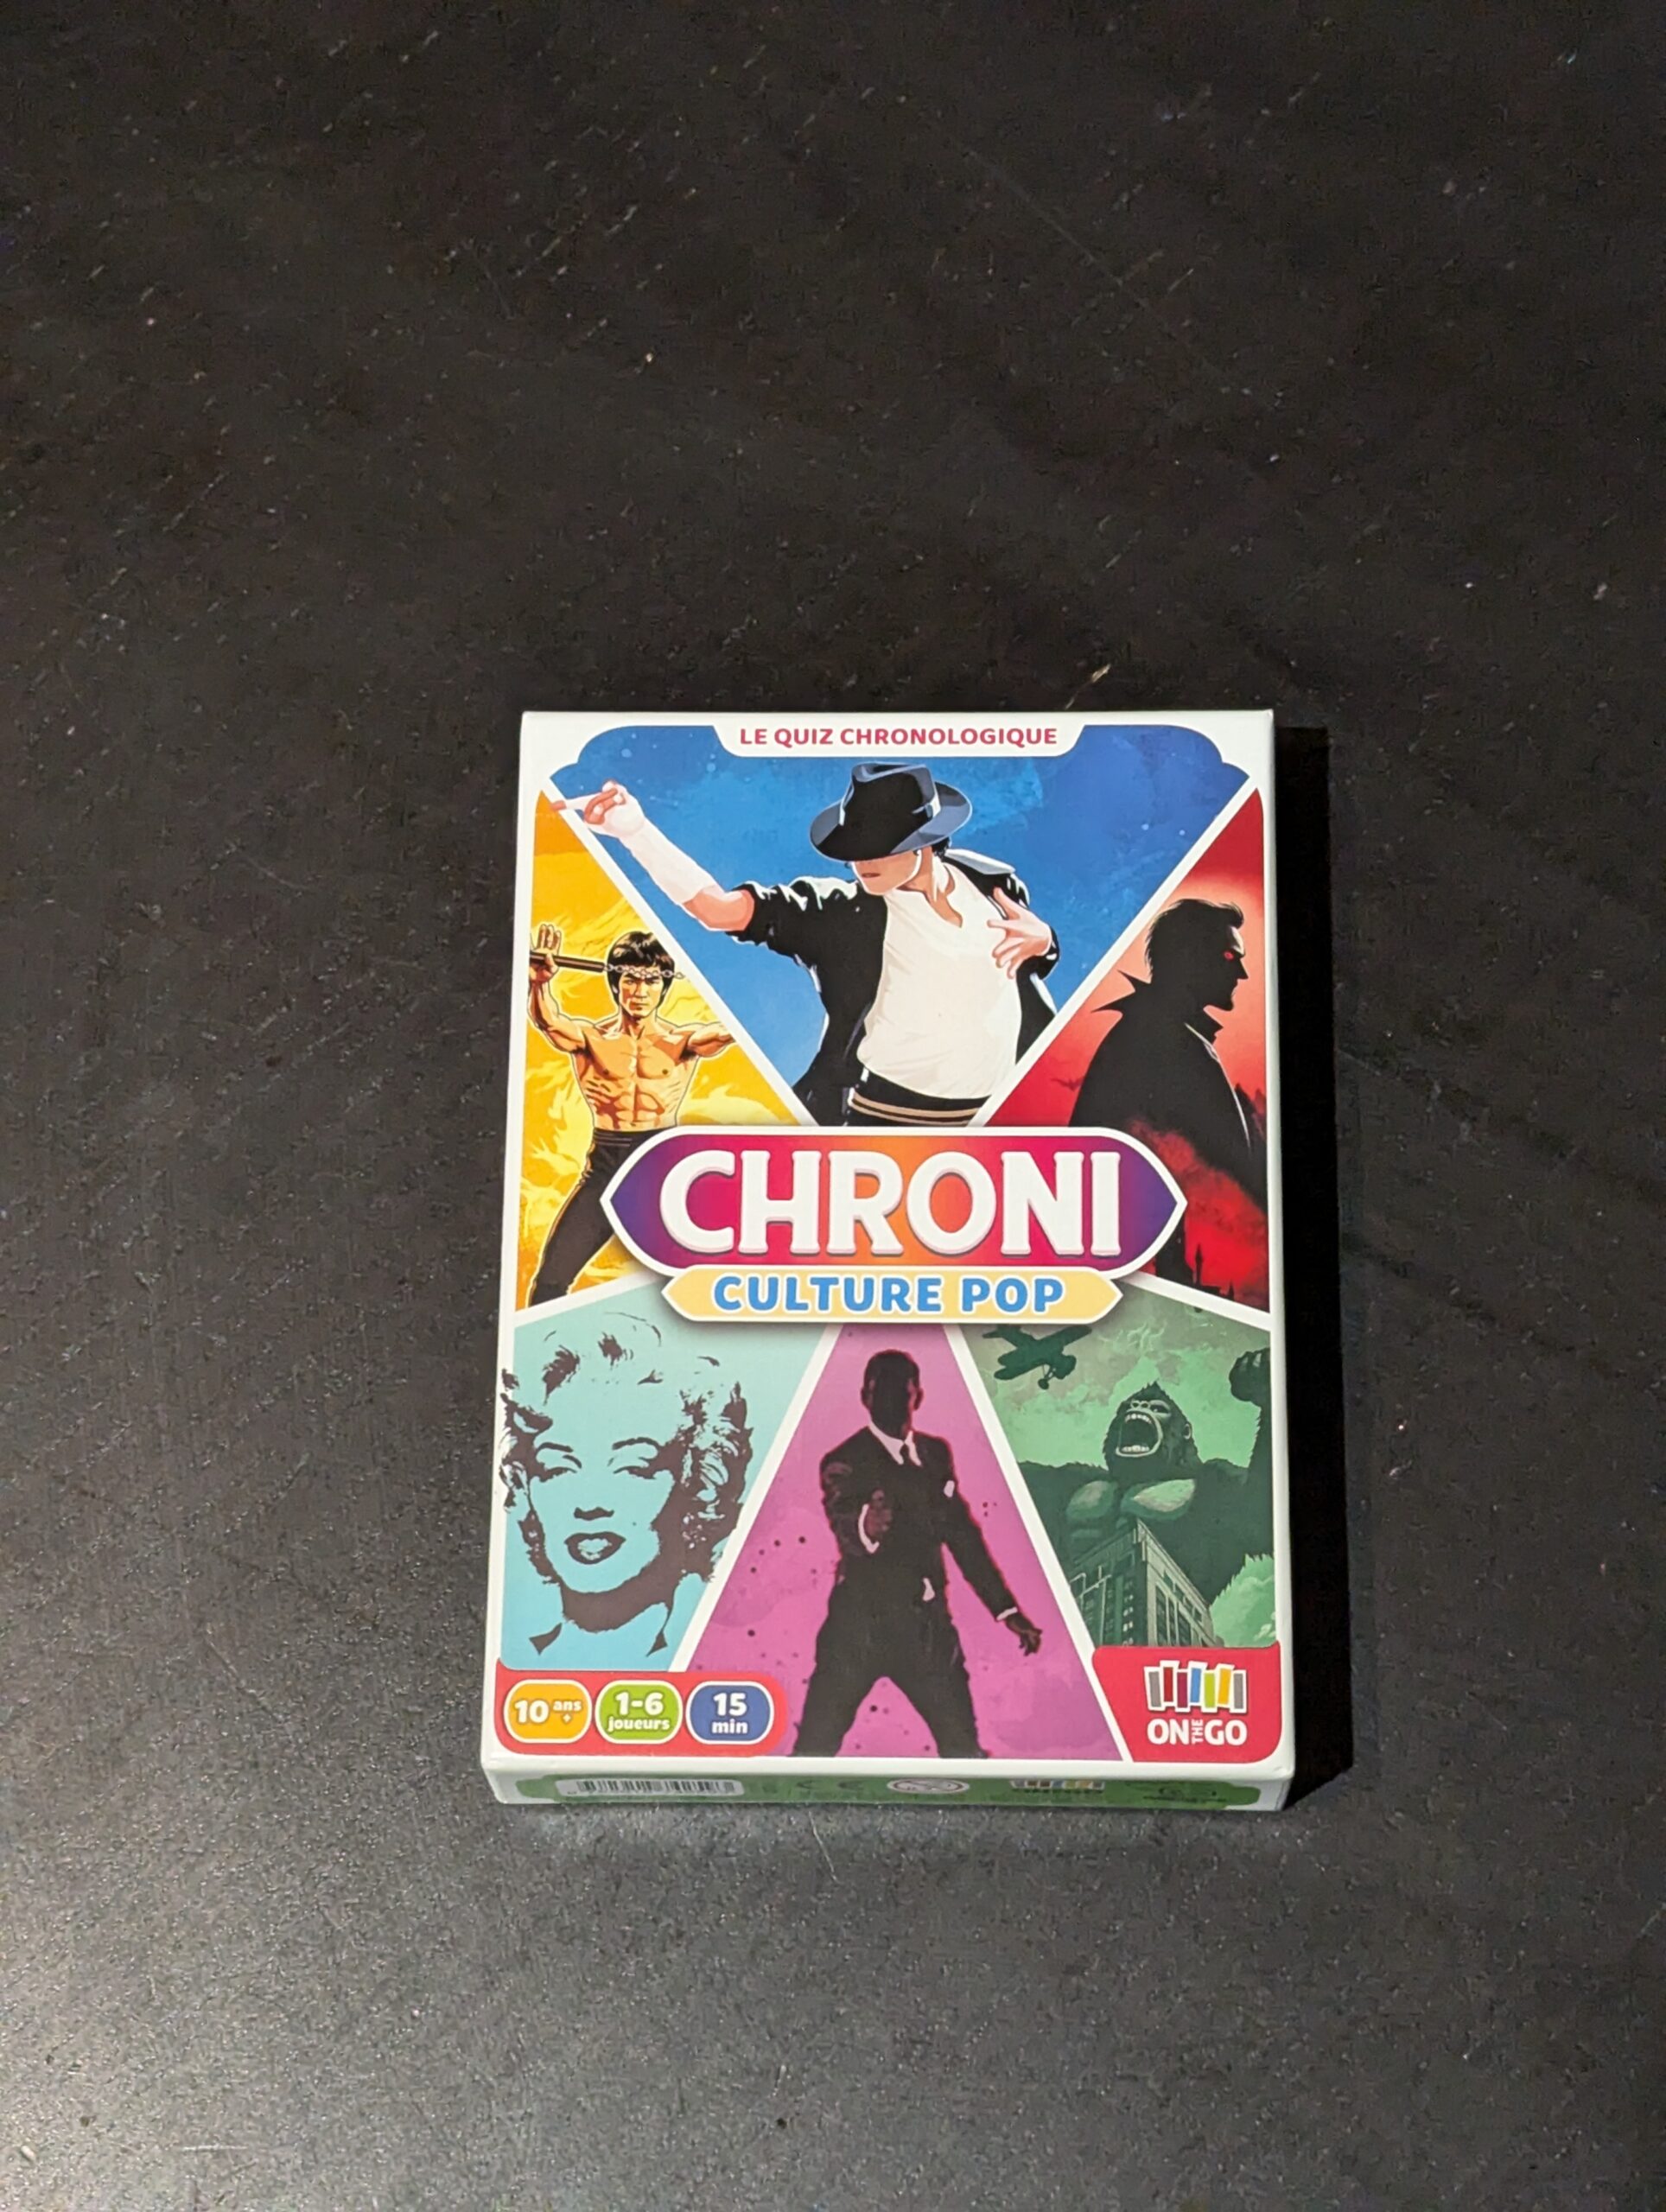 LE QUIZ CHRONOLOGIQUE
CHRONI
CULTURE POP
10 ans +
1-6 joueurs
15 min
ON THE GO